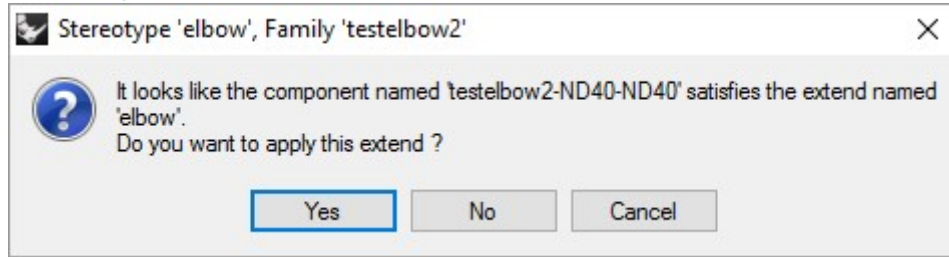 Stereotype 'elbow', Family 'testelbow2'
It looks like the component named 'testelbow2-ND40-ND40' satisfies the extend named
'elbow'.
Do you want to apply this extend ?
Yes No Cancel